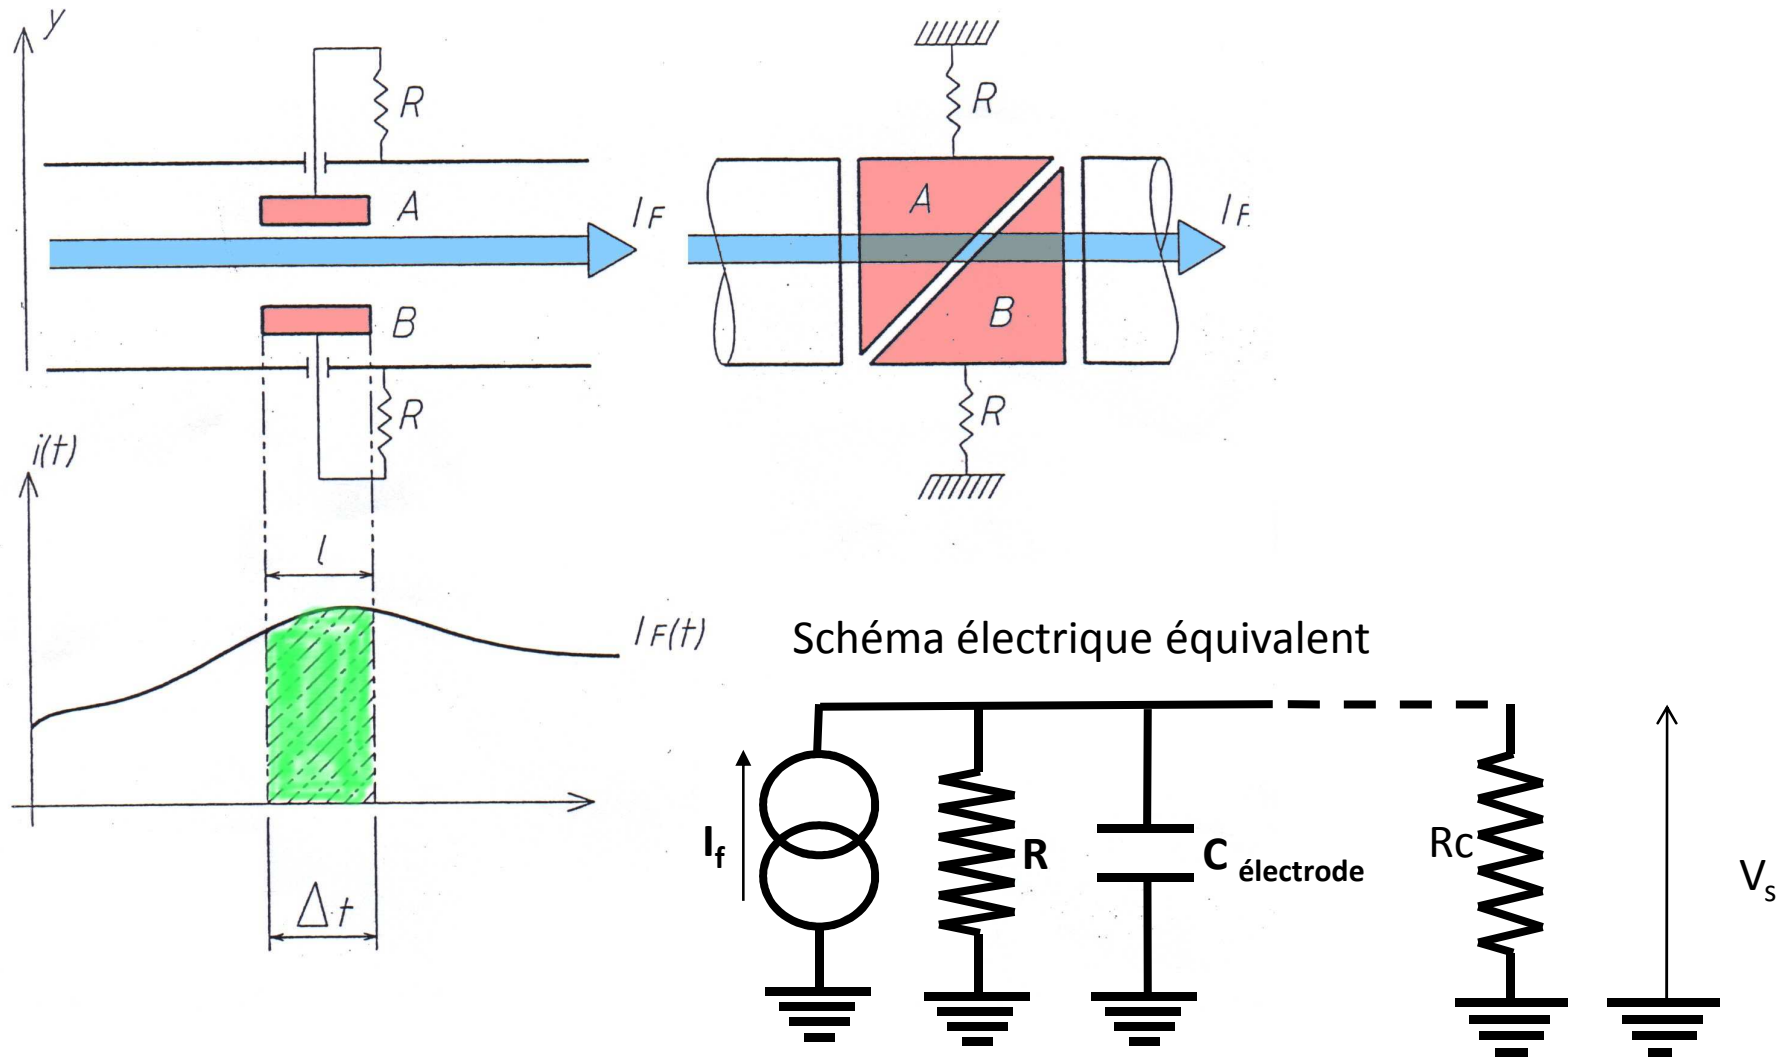 y
R
A
I F
B
R
i(t)
l
I F(t)
Δt
R
A
I F
B
R
Schéma électrique équivalent
If
R
C électrode
Rc
Vs